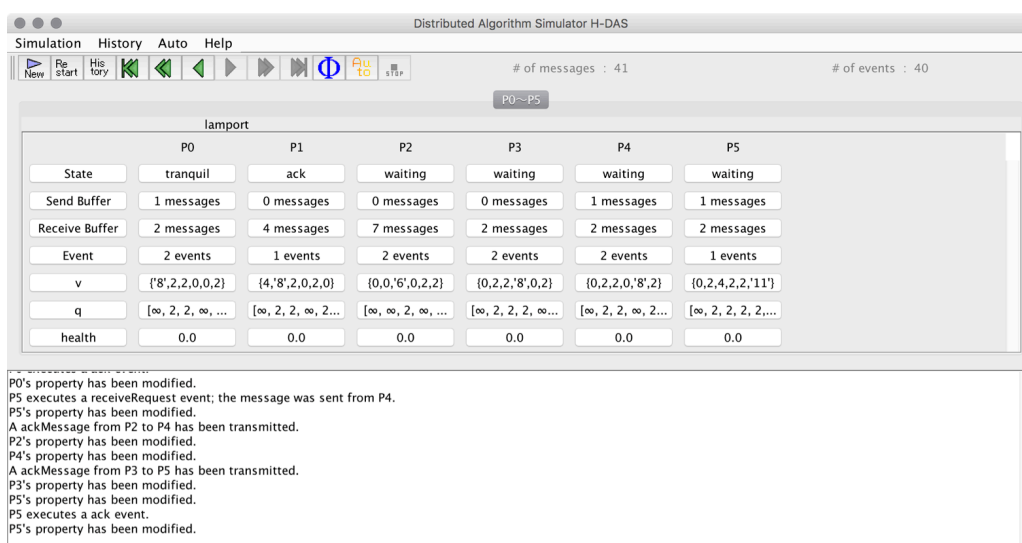 Distributed Algorithm Simulator H-DAS
Simulation History Auto Help
New Re start His tory Φ Au to STOP # of messages : 41 # of events : 40
P0~P5
lamport
P0 P1 P2 P3 P4 P5
State tranquil ack waiting waiting waiting waiting
Send Buffer 1 messages 0 messages 0 messages 0 messages 1 messages 1 messages
Receive Buffer 2 messages 4 messages 7 messages 2 messages 2 messages 2 messages
Event 2 events 1 events 2 events 2 events 2 events 1 events
v {'8',2,2,0,0,2} {4,'8',2,0,2,0} {0,0,'6',0,2,2} {0,2,2,'8',0,2} {0,2,2,0,'8',2} {0,2,4,2,2,'11'}
q [∞, 2, 2, ∞, ... [∞, 2, 2, ∞, 2... [∞, ∞, 2, ∞, ... [∞, 2, 2, 2, ∞... [∞, 2, 2, ∞, 2... [∞, 2, 2, 2, 2,...
health 0.0 0.0 0.0 0.0 0.0 0.0
P0's property has been modified.
P5 executes a receiveRequest event; the message was sent from P4.
P5's property has been modified.
A ackMessage from P2 to P4 has been transmitted.
P2's property has been modified.
P4's property has been modified.
A ackMessage from P3 to P5 has been transmitted.
P3's property has been modified.
P5's property has been modified.
P5 executes a ack event.
P5's property has been modified.